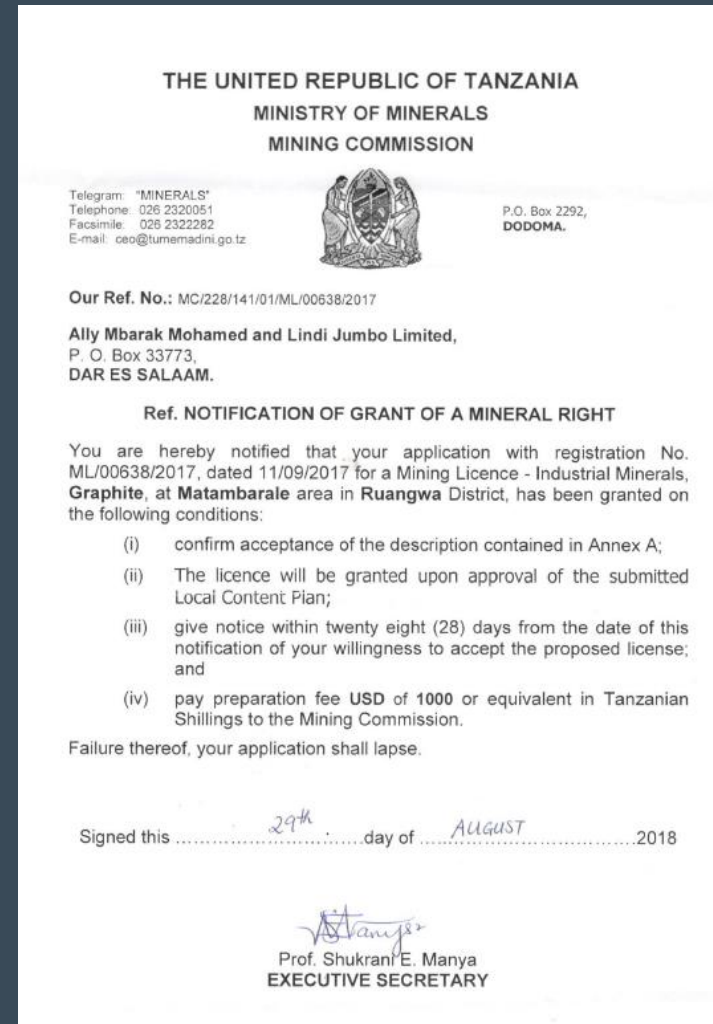 THE UNITED REPUBLIC OF TANZANIA
MINISTRY OF MINERALS
MINING COMMISSION
Telegram: "MINERALS"
Telephone: 026 2320051
Facsimile: 026 2322282
E-mail: ceo@tumemadini.go.tz
P.O. Box 2292,
DODOMA.
Our Ref. No.: MC/228/141/01/ML/00638/2017
Ally Mbarak Mohamed and Lindi Jumbo Limited,
P. O. Box 33773,
DAR ES SALAAM.
Ref. NOTIFICATION OF GRANT OF A MINERAL RIGHT
You are hereby notified that your application with registration No.
ML/00638/2017, dated 11/09/2017 for a Mining Licence - Industrial Minerals,
Graphite, at Matambarale area in Ruangwa District, has been granted on
the following conditions:
(i) confirm acceptance of the description contained in Annex A;
(ii) The licence will be granted upon approval of the submitted
Local Content Plan;
(iii) give notice within twenty eight (28) days from the date of this
notification of your willingness to accept the proposed license;
and
(iv) pay preparation fee USD of 1000 or equivalent in Tanzanian
Shillings to the Mining Commission.
Failure thereof, your application shall lapse.
Signed this 29th day of AUGUST 2018
Prof. Shukrani E. Manya
EXECUTIVE SECRETARY